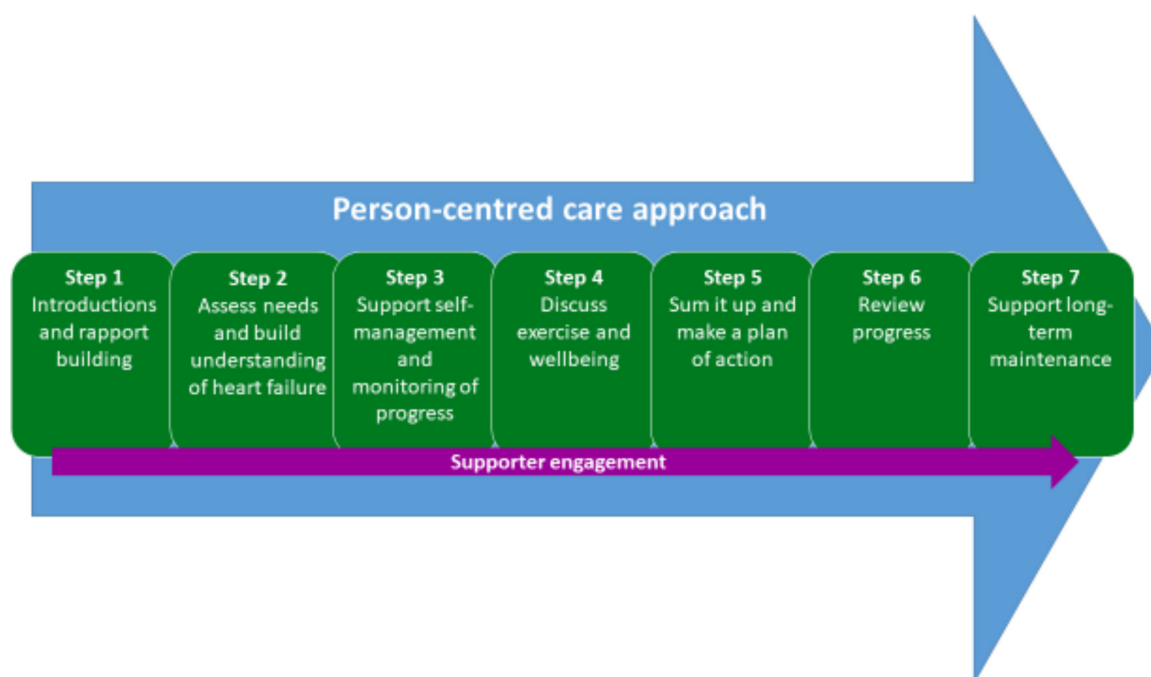 Person-centred care approach
Step 1
Introductions
and rapport
building
Step 2
Assess needs
and build
understanding
of heart failure
Step 3
Support self-
management
and
monitoring of
progress
Step 4
Discuss
exercise and
wellbeing
Step 5
Sum it up and
make a plan
of action
Step 6
Review
progress
Step 7
Support long-
term
maintenance
Supporter engagement